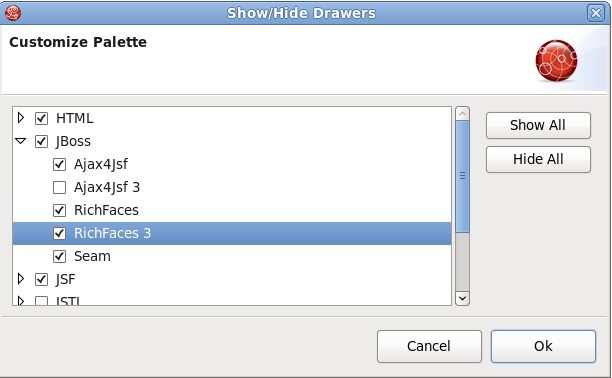 Show/Hide Drawers
Customize Palette
HTML
JBoss
Ajax4Jsf
Ajax4Jsf 3
RichFaces
RichFaces 3
Seam
JSF
JSTL
Show All
Hide All
Cancel
Ok